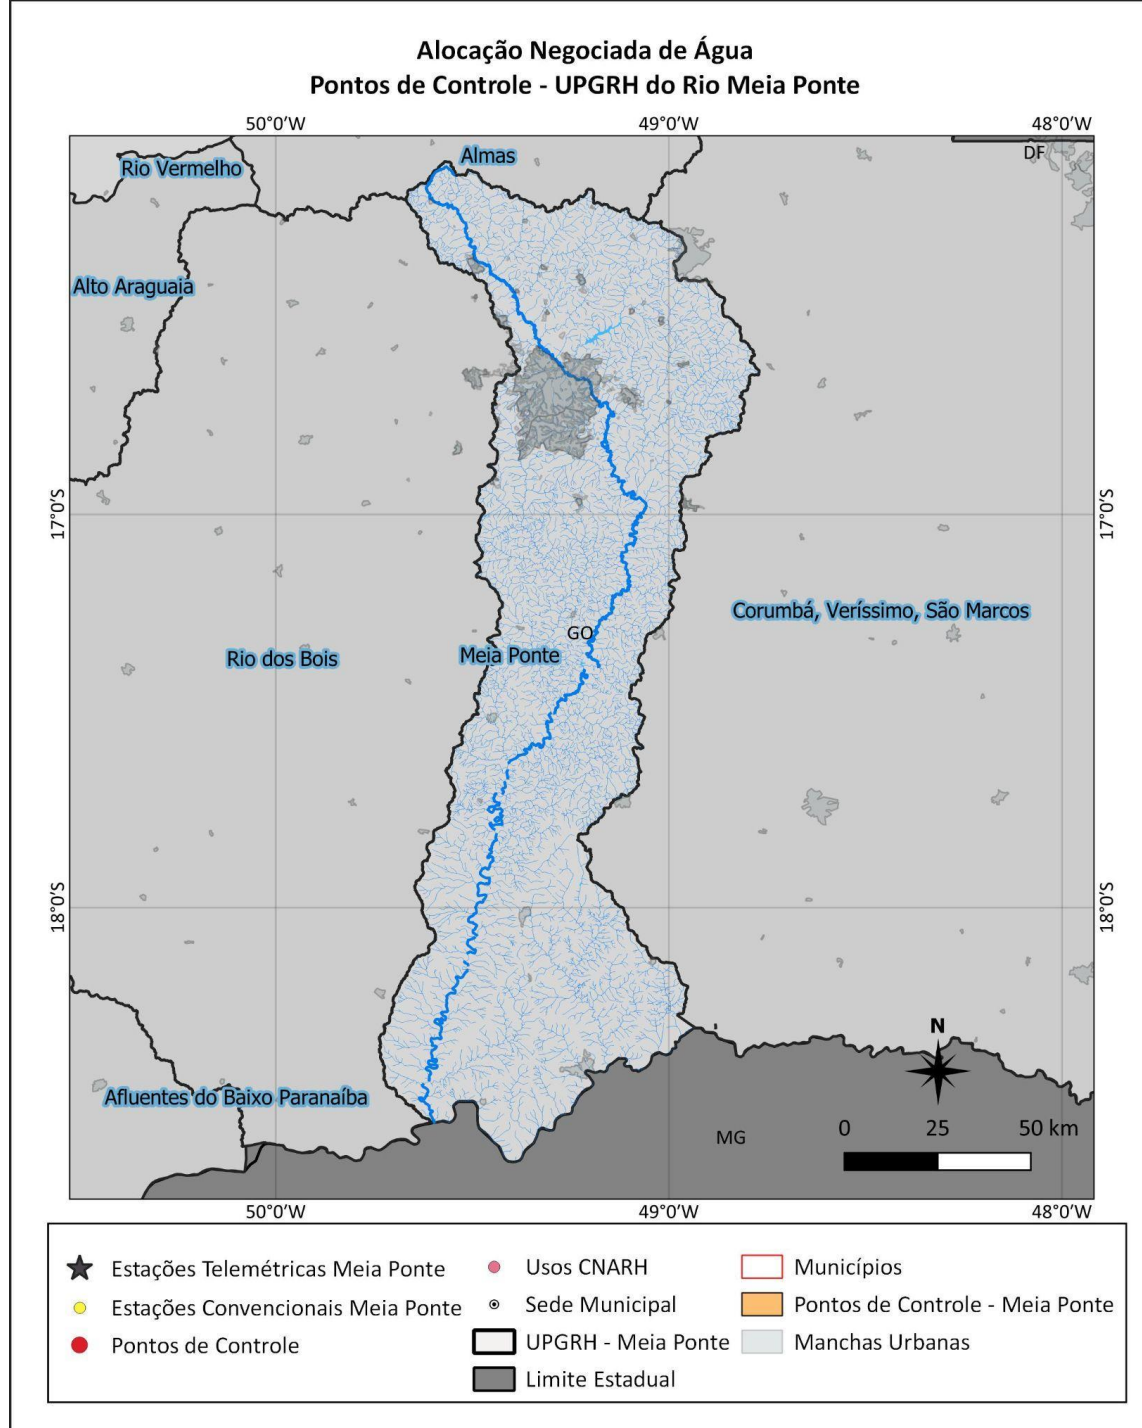 Alocação Negociada de Água
Pontos de Controle - UPGRH do Rio Meia Ponte
50°0'W
49°0'W
48°0'W
Rio Vermelho
Almas
DF
Alto Araguaia
17°0'S
17°0'S
Corumbá, Veríssimo, São Marcos
GO
Rio dos Bois
Meia Ponte
18°0'S
18°0'S
N
Afluentes do Baixo Paranaíba
MG
0 25 50 km
50°0'W
49°0'W
48°0'W
Estações Telemétricas Meia Ponte
Estações Convencionais Meia Ponte
Pontos de Controle
Usos CNARH
Sede Municipal
UPGRH - Meia Ponte
Limite Estadual
Municípios
Pontos de Controle - Meia Ponte
Manchas Urbanas